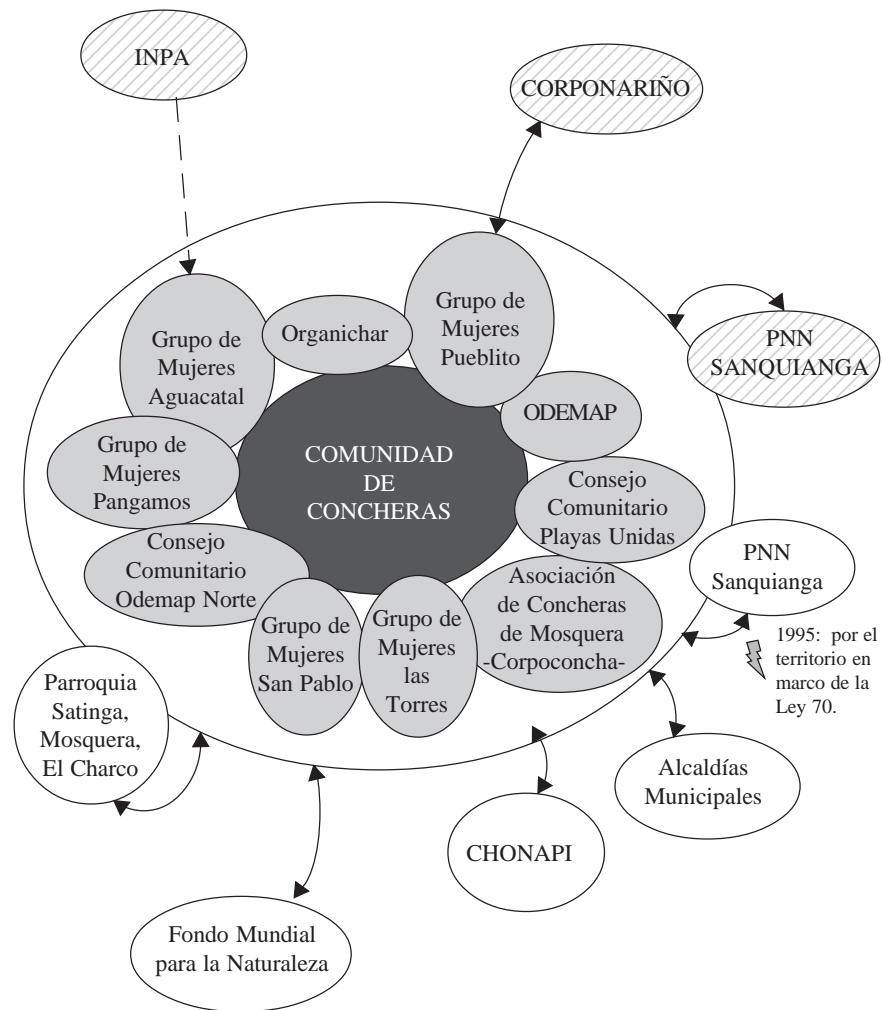 INPA
CORPONARIÑO
PNN
SANQUIANGA
Grupo de
Mujeres
Aguacatal
Organichar
Grupo de
Mujeres
Pueblito
ODEMAP
Grupo de
Mujeres
Pangamos
COMUNIDAD
DE
CONCHERAS
Consejo
Comunitario
Playas Unidas
Consejo
Comunitario
Odemap Norte
Grupo de
Mujeres
San Pablo
Grupo de
Mujeres
las
Torres
Asociación
de Concheras
de Mosquera
-Corpoconcha-
PNN
Sanquianga
1995: por el
territorio en
marco de la
Ley 70.
Parroquia
Satinga,
Mosquera,
El Charco
Alcaldías
Municipales
CHONAPI
Fondo Mundial
para la Naturaleza